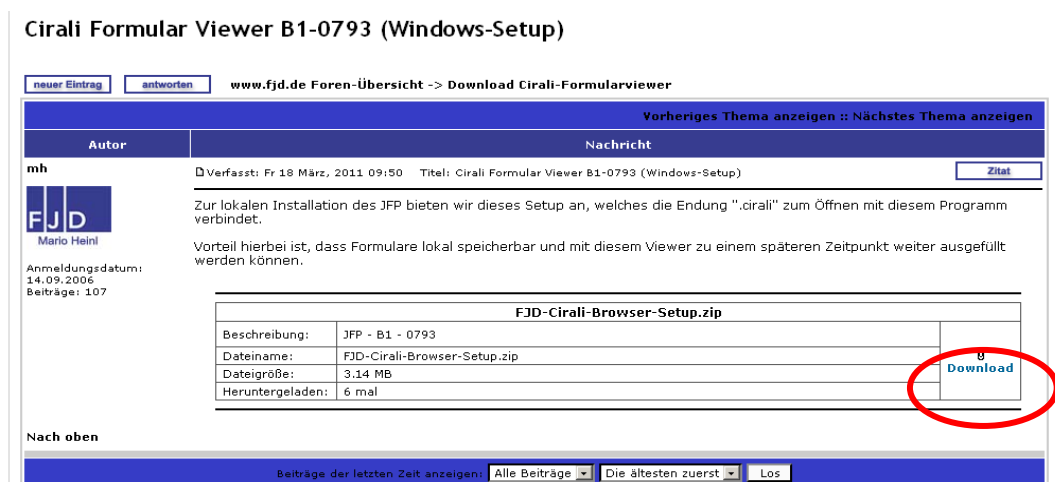 Cirali Formular Viewer B1-0793 (Windows-Setup)
neuer Eintrag antworten www.fjd.de Foren-Übersicht -> Download Cirali-Formularviewer
Vorheriges Thema anzeigen :: Nächstes Thema anzeigen
Autor Nachricht
mh
Verfasst: Fr 18 März, 2011 09:50 Titel: Cirali Formular Viewer B1-0793 (Windows-Setup) Zitat
FJD
Mario Heinl
Anmeldungsdatum:
14.09.2006
Beiträge: 107
Zur lokalen Installation des JFP bieten wir dieses Setup an, welches die Endung ".cirali" zum Öffnen mit diesem Programm
verbindet.
Vorteil hierbei ist, dass Formulare lokal speicherbar und mit diesem Viewer zu einem späteren Zeitpunkt weiter ausgefüllt
werden können.
FJD-Cirali-Browser-Setup.zip
Beschreibung: JFP - B1 - 0793
Dateiname: FJD-Cirali-Browser-Setup.zip
Dateigröße: 3.14 MB
Heruntergeladen: 6 mal
Download
Nach oben
Beiträge der letzten Zeit anzeigen: Alle Beiträge Die ältesten zuerst Los